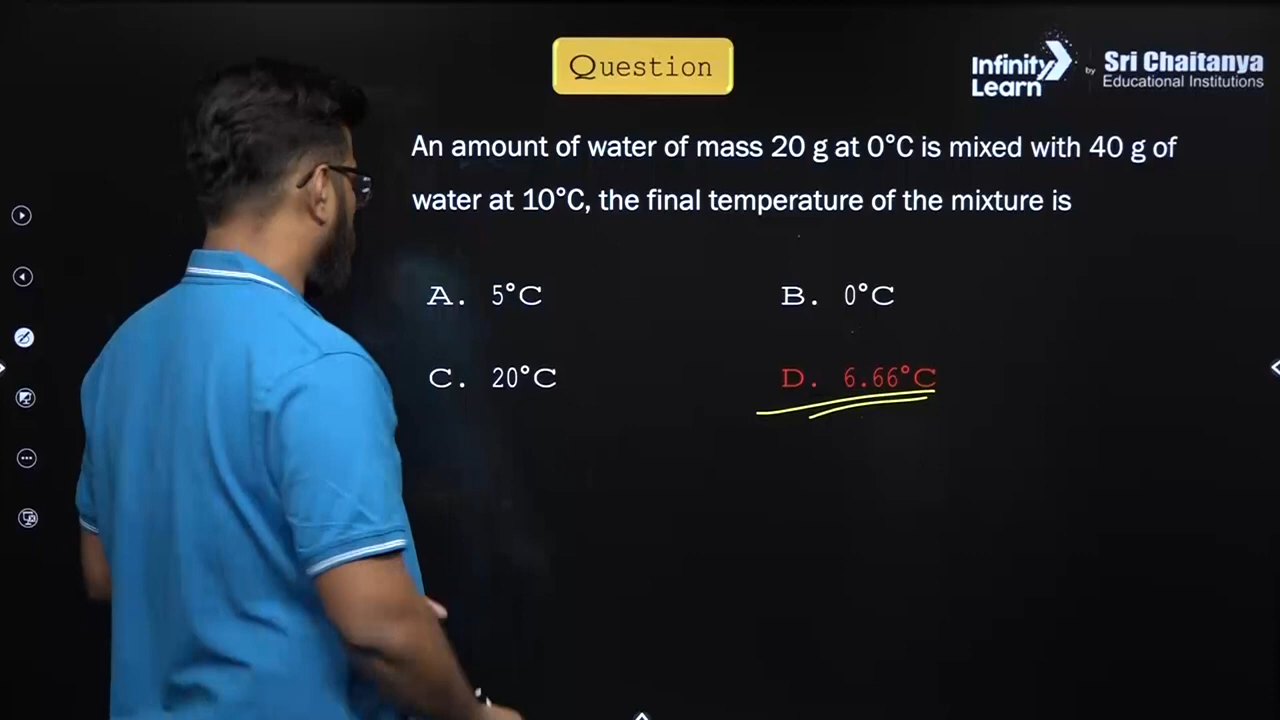 Question
Infinity
Learn
by
Sri Chaitanya
Educational Institutions
An amount of water of mass 20 g at 0°C is mixed with 40 g of
water at 10°C, the final temperature of the mixture is
A. 5°C
B. 0°C
C. 20°C
D. 6.66°C